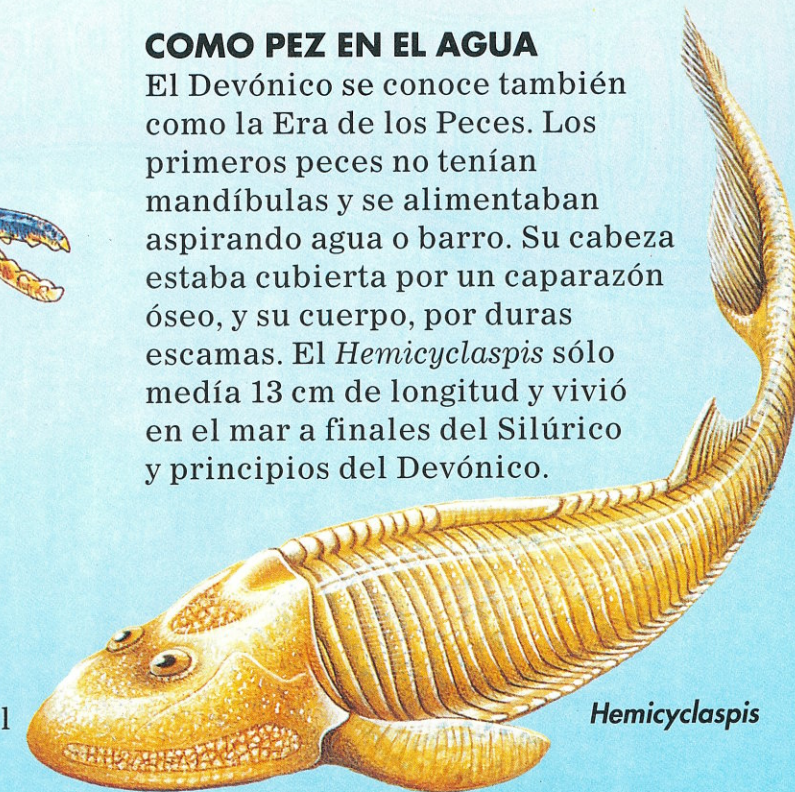 COMO PEZ EN EL AGUA
El Devónico se conoce también
como la Era de los Peces. Los
primeros peces no tenían
mandíbulas y se alimentaban
aspirando agua o barro. Su cabeza
estaba cubierta por un caparazón
óseo, y su cuerpo, por duras
escamas. El Hemicyclaspis sólo
medía 13 cm de longitud y vivió
en el mar a finales del Silúrico
y principios del Devónico.
l
Hemicyclaspis